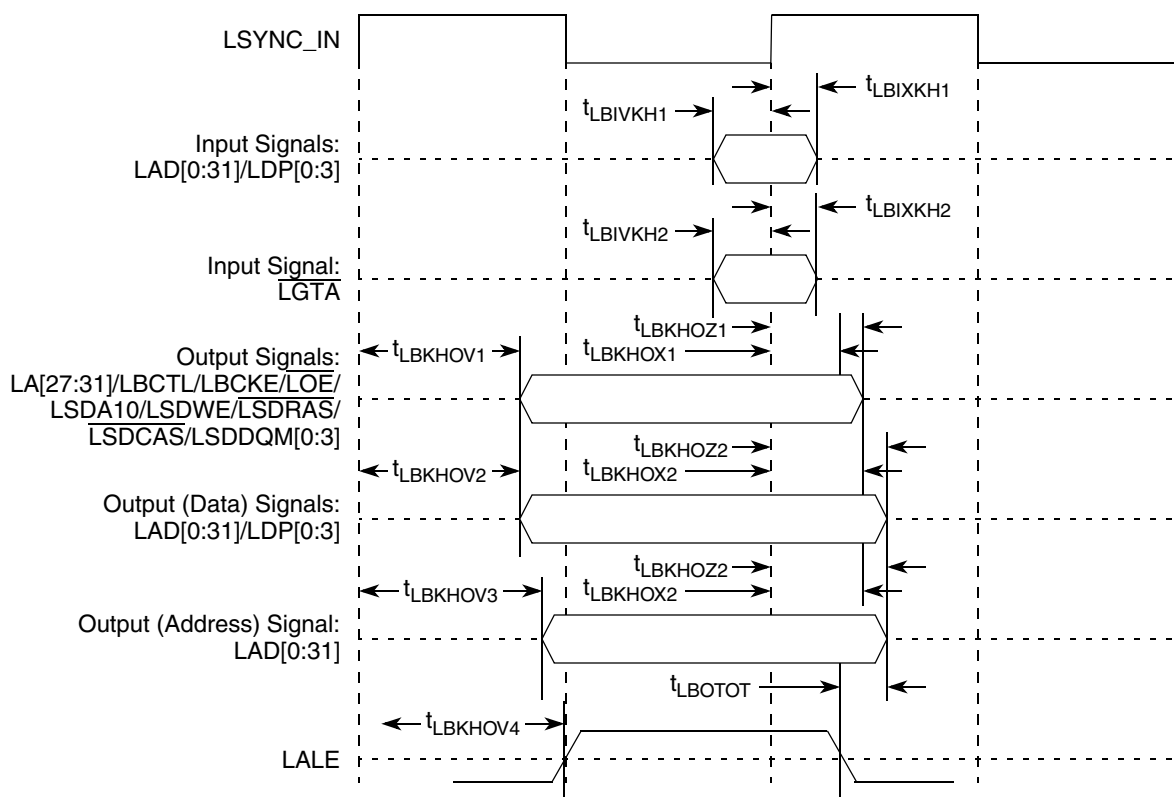 LSYNC_IN
tLBIXKH1
tLBIVKH1
Input Signals:
LAD[0:31]/LDP[0:3]
tLBIXKH2
tLBIVKH2
Input Signal:
LGTA
tLBKHOZ1
tLBKHOV1
tLBKHOX1
Output Signals:
LA[27:31]/LBCTL/LBCKE/LOE/
LSDA10/LSDWE/LSDRAS/
LSDCAS/LSDDQM[0:3]
tLBKHOZ2
tLBKHOV2
tLBKHOX2
Output (Data) Signals:
LAD[0:31]/LDP[0:3]
tLBKHOZ2
tLBKHOV3
tLBKHOX2
Output (Address) Signal:
LAD[0:31]
tLBOTOT
tLBKHOV4
LALE